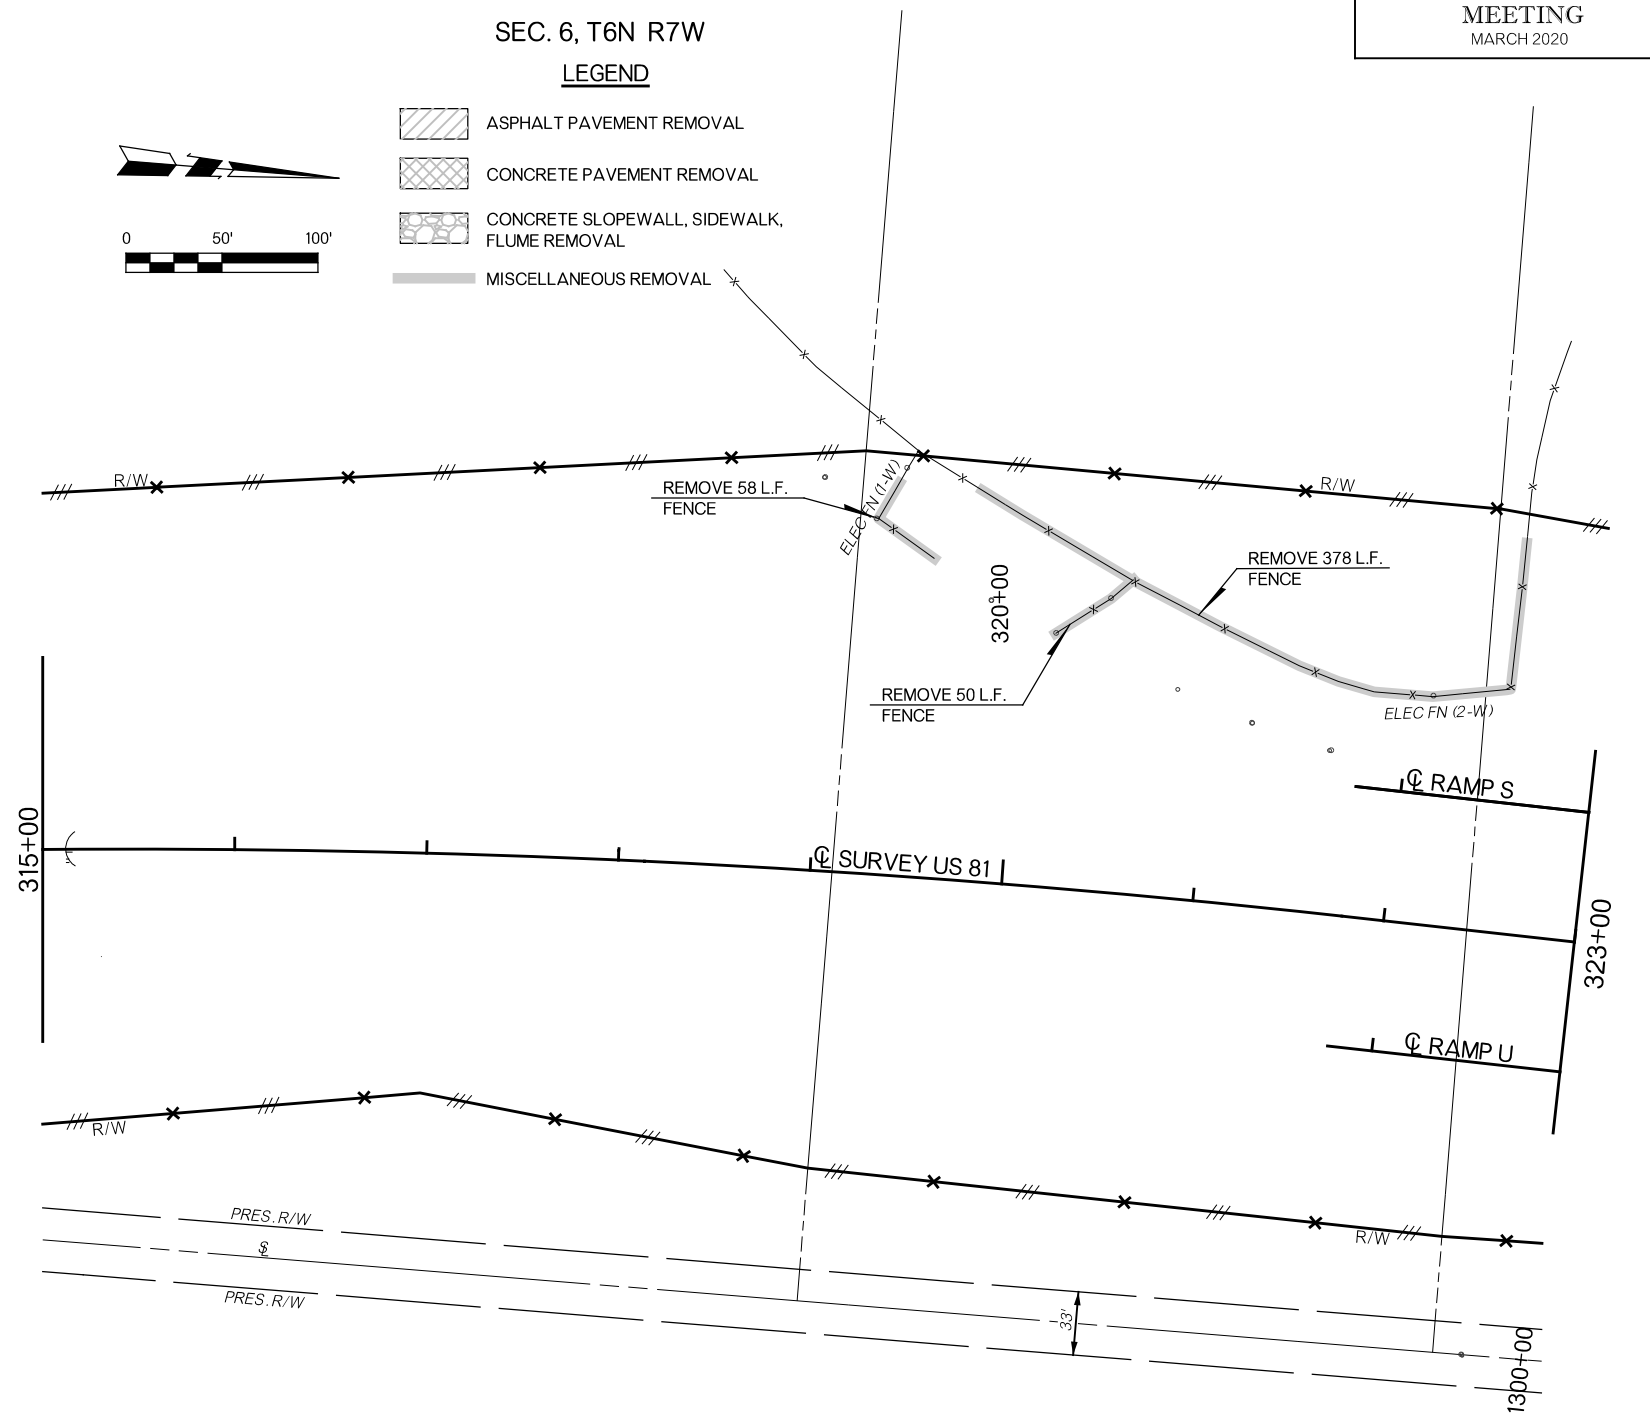 MEETING
MARCH 2020
SEC. 6, T6N R7W
LEGEND
ASPHALT PAVEMENT REMOVAL
CONCRETE PAVEMENT REMOVAL
CONCRETE SLOPEWALL, SIDEWALK,
FLUME REMOVAL
MISCELLANEOUS REMOVAL
0 50' 100'
R/W
REMOVE 58 L.F.
FENCE
ELEC FN (1-W)
R/W
320+00
REMOVE 378 L.F.
FENCE
REMOVE 50 L.F.
FENCE
ELEC FN (2-W)
℄ RAMP S
315+00
℄ SURVEY US 81
323+00
℄ RAMP U
R/W
R/W
PRES. R/W
PRES. R/W
33'
1300+00